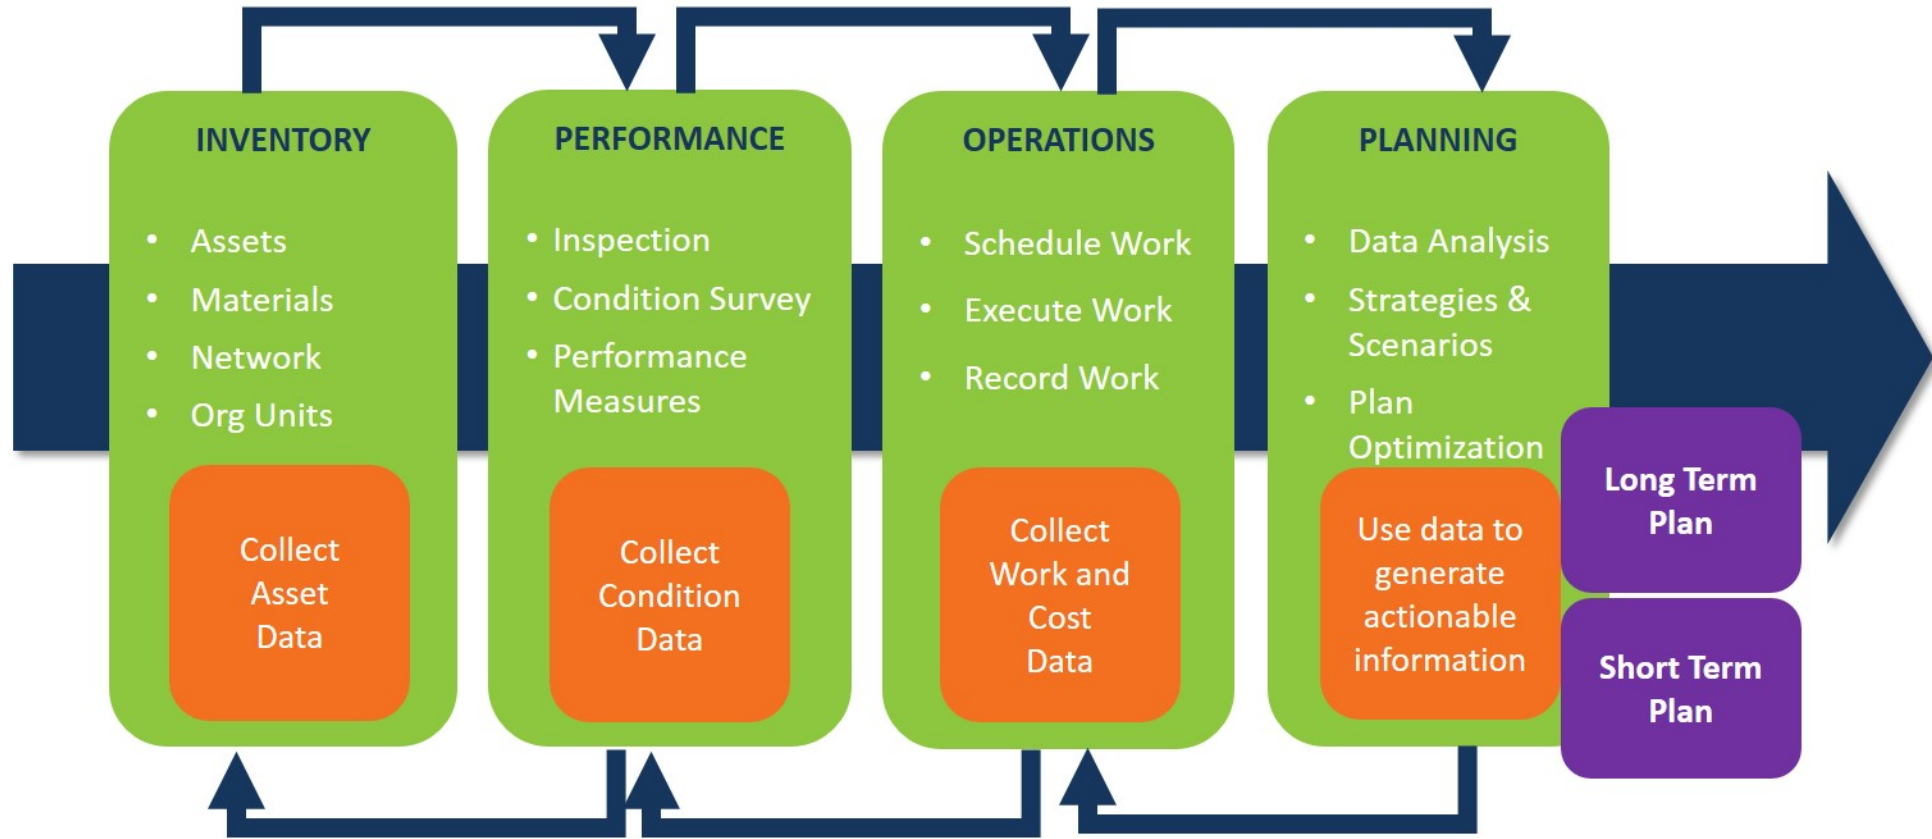 INVENTORY
• Assets
• Materials
• Network
• Org Units
Collect
Asset
Data
PERFORMANCE
• Inspection
• Condition Survey
• Performance
Measures
Collect
Condition
Data
OPERATIONS
• Schedule Work
• Execute Work
• Record Work
Collect
Work and
Cost
Data
PLANNING
• Data Analysis
• Strategies &
Scenarios
• Plan
Optimization
Use data to
generate
actionable
information
Long Term
Plan
Short Term
Plan